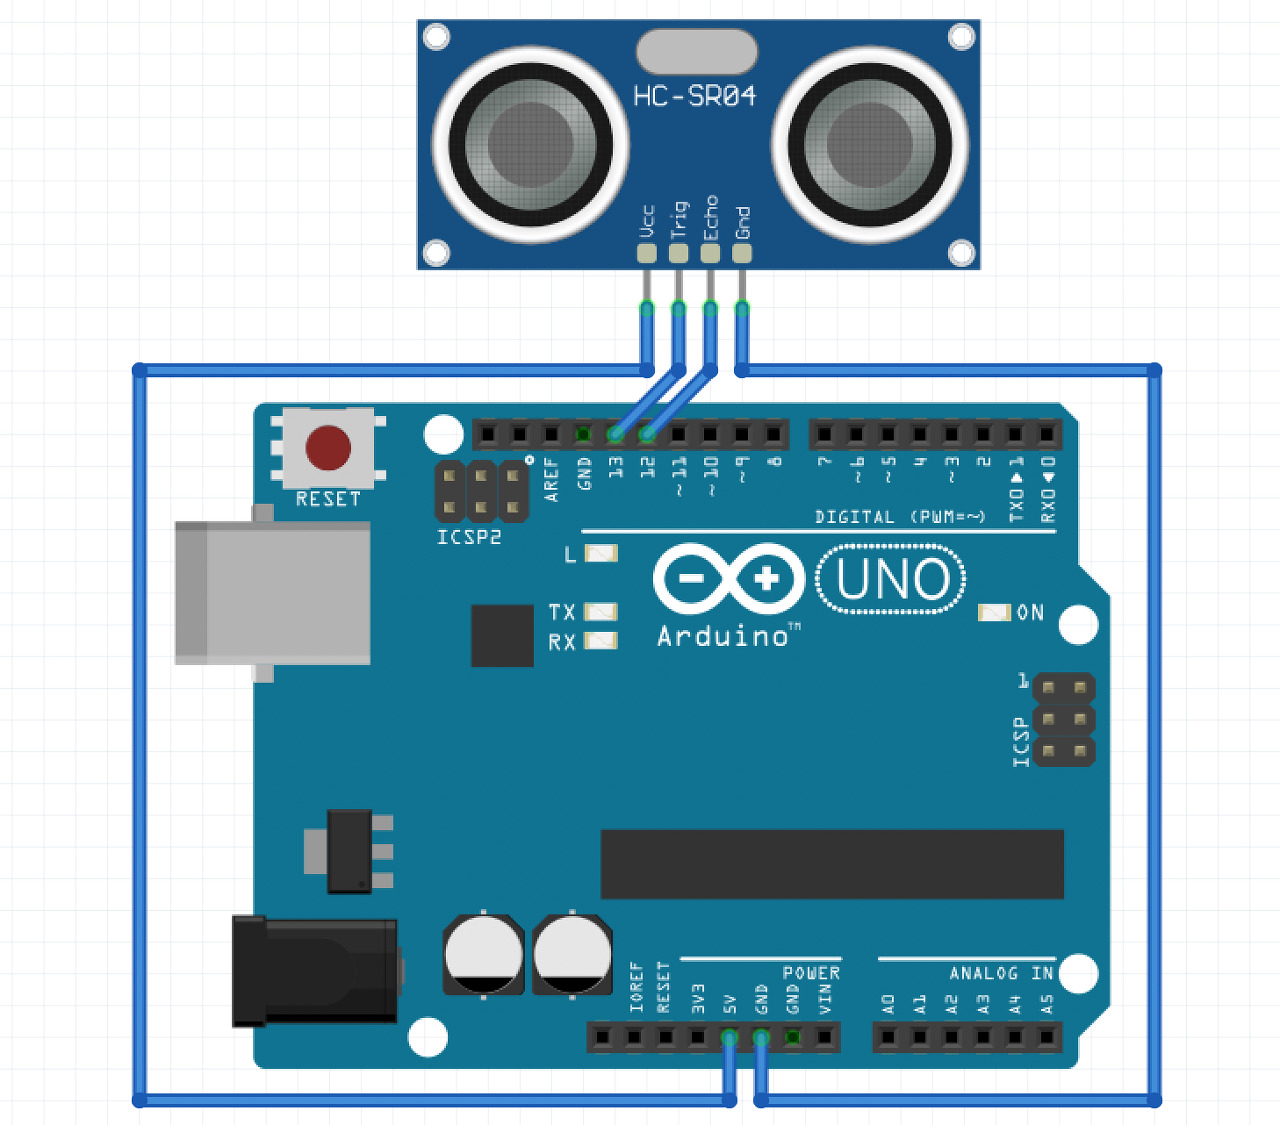 HC-SR04
Vcc
Trig
Echo
Gnd
RESET
AREF
GND
13
12
~11
~10
~9
8
7
~6
~5
4
~3
2
TX0▶1
RX0◀0
ICSP2
DIGITAL (PWM=~)
L
TX
RX
UNO
Arduino™
ON
1
ICSP
POWER
ANALOG IN
IOREF
RESET
3V3
5V
GND
GND
VIN
A0
A1
A2
A3
A4
A5